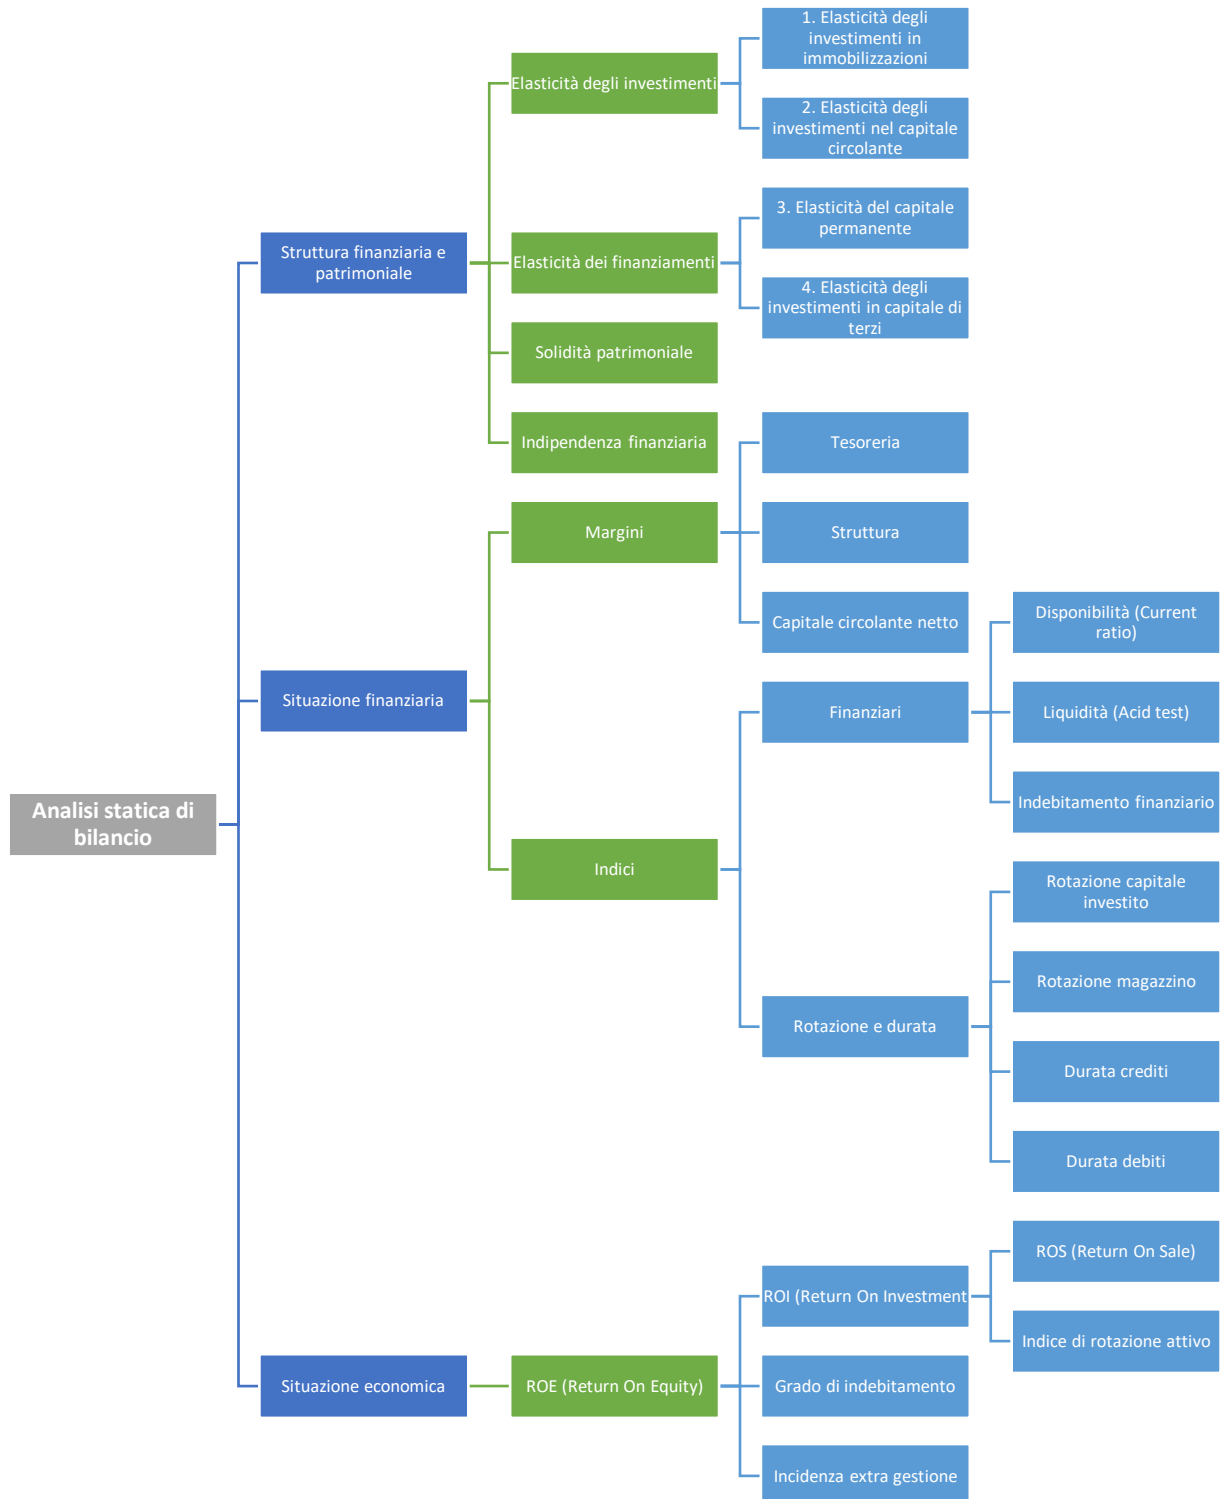 1. Elasticità degli
investimenti in
immobilizzazioni
Elasticità degli investimenti
2. Elasticità degli
investimenti nel capitale
circolante
3. Elasticità del capitale
permanente
Struttura finanziaria e
patrimoniale
Elasticità dei finanziamenti
4. Elasticità degli
investimenti in capitale di
terzi
Solidità patrimoniale
Indipendenza finanziaria
Tesoreria
Margini
Struttura
Capitale circolante netto
Disponibilità (Current
ratio)
Situazione finanziaria
Finanziari
Liquidità (Acid test)
Indebitamento finanziario
Analisi statica di
bilancio
Indici
Rotazione capitale
investito
Rotazione magazzino
Rotazione e durata
Durata crediti
Durata debiti
ROS (Return On Sale)
ROI (Return On Investment
Indice di rotazione attivo
Situazione economica
ROE (Return On Equity)
Grado di indebitamento
Incidenza extra gestione